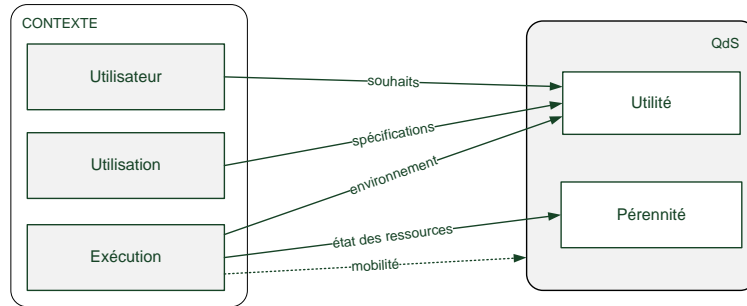 CONTEXTE
QdS
Utilisateur
souhaits
Utilité
Utilisation
spécifications
environnement
Exécution
état des ressources
Pérennité
mobilité